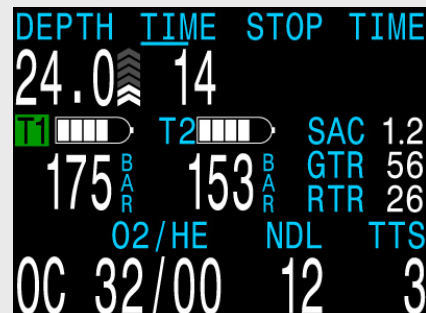 DEPTH TIME STOP TIME
24.0 14
T1 T2 SAC 1.2
175 BAR 153 BAR GTR 56
RTR 26
O2/HE NDL TTS
OC 32/00 12 3